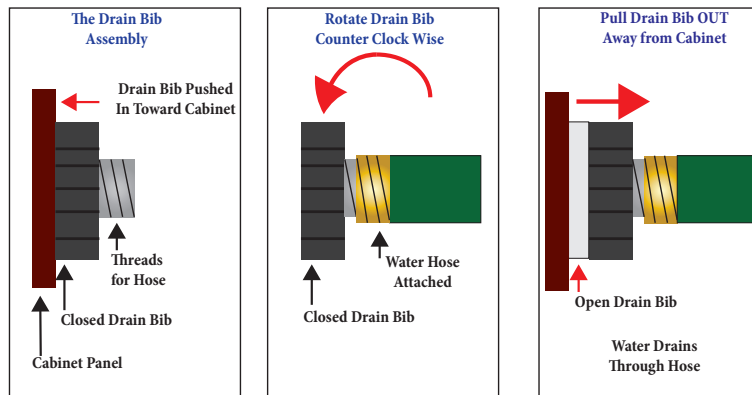 The Drain Bib
Assembly
Drain Bib Pushed
In Toward Cabinet
Threads
for Hose
Closed Drain Bib
Cabinet Panel
Rotate Drain Bib
Counter Clock Wise
Water Hose
Attached
Closed Drain Bib
Pull Drain Bib OUT
Away from Cabinet
Open Drain Bib
Water Drains
Through Hose